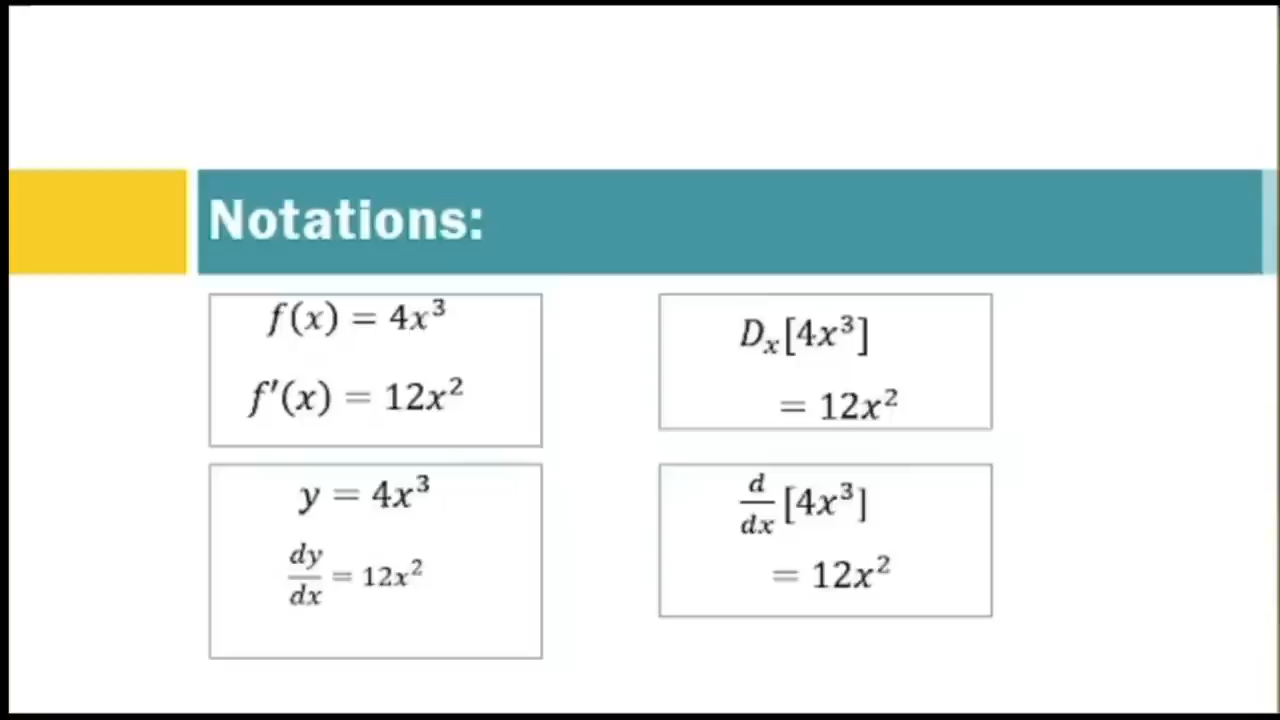 Notations:
f(x) = 4x³
f′(x) = 12x²
Dₓ[4x³]
= 12x²
y = 4x³
dy/dx = 12x²
d/dx [4x³]
= 12x²